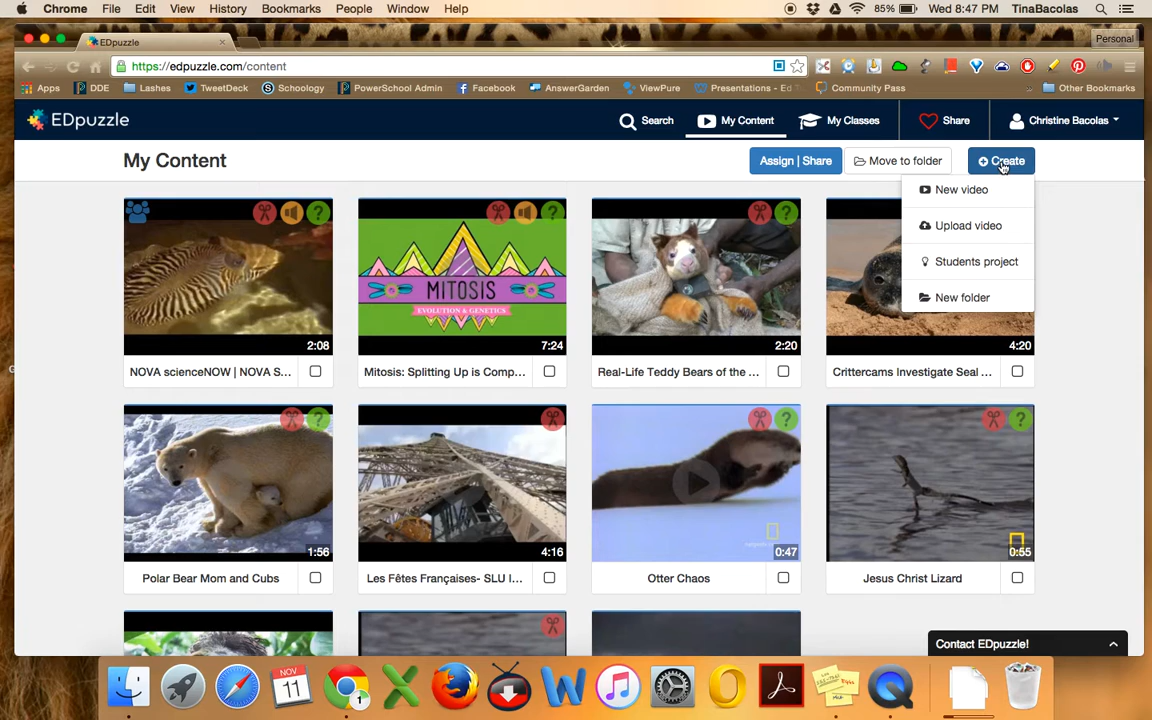 Chrome File Edit View History Bookmarks People Window Help 85% Wed 8:47 PM TinaBacolas
EDpuzzle
Personal
https://edpuzzle.com/content
Apps DDE Lashes TweetDeck Schoology PowerSchool Admin Facebook AnswerGarden ViewPure Presentations - Ed T Community Pass » Other Bookmarks
EDpuzzle Search My Content My Classes Share Christine Bacolas
My Content Assign | Share Move to folder Create
New video
Upload video
Students project
New folder
MITOSIS
EVOLUTION & GENETICS
2:08 7:24 2:20 4:20
NOVA scienceNOW | NOVA S... Mitosis: Splitting Up is Comp... Real-Life Teddy Bears of the ... Crittercams Investigate Seal ...
1:56 4:16 0:47 0:55
Polar Bear Mom and Cubs Les Fêtes Françaises- SLU I... Otter Chaos Jesus Christ Lizard
Contact EDpuzzle!
NOV
11